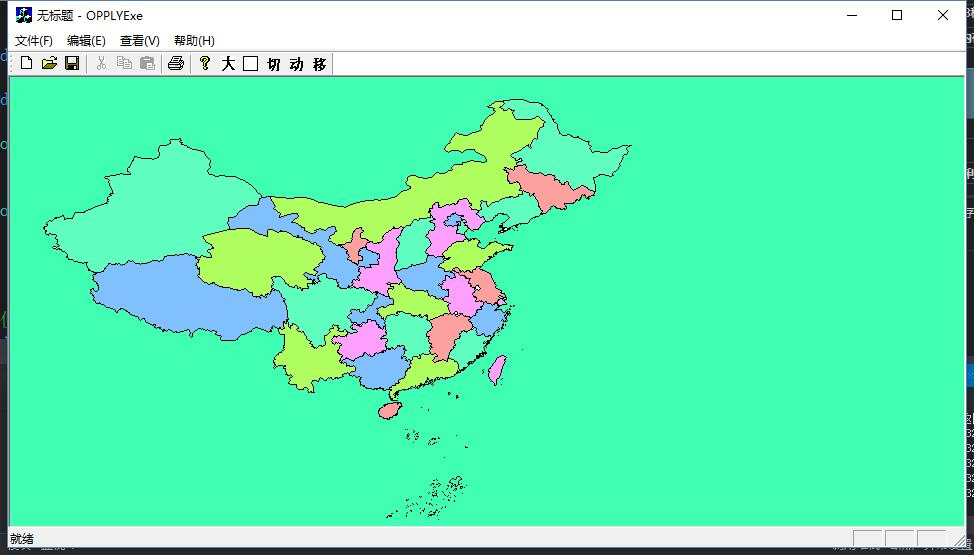 无标题 - OPPLYExe
文件(F) 编辑(E) 查看(V) 帮助(H)
? 大 切 动 移
就绪